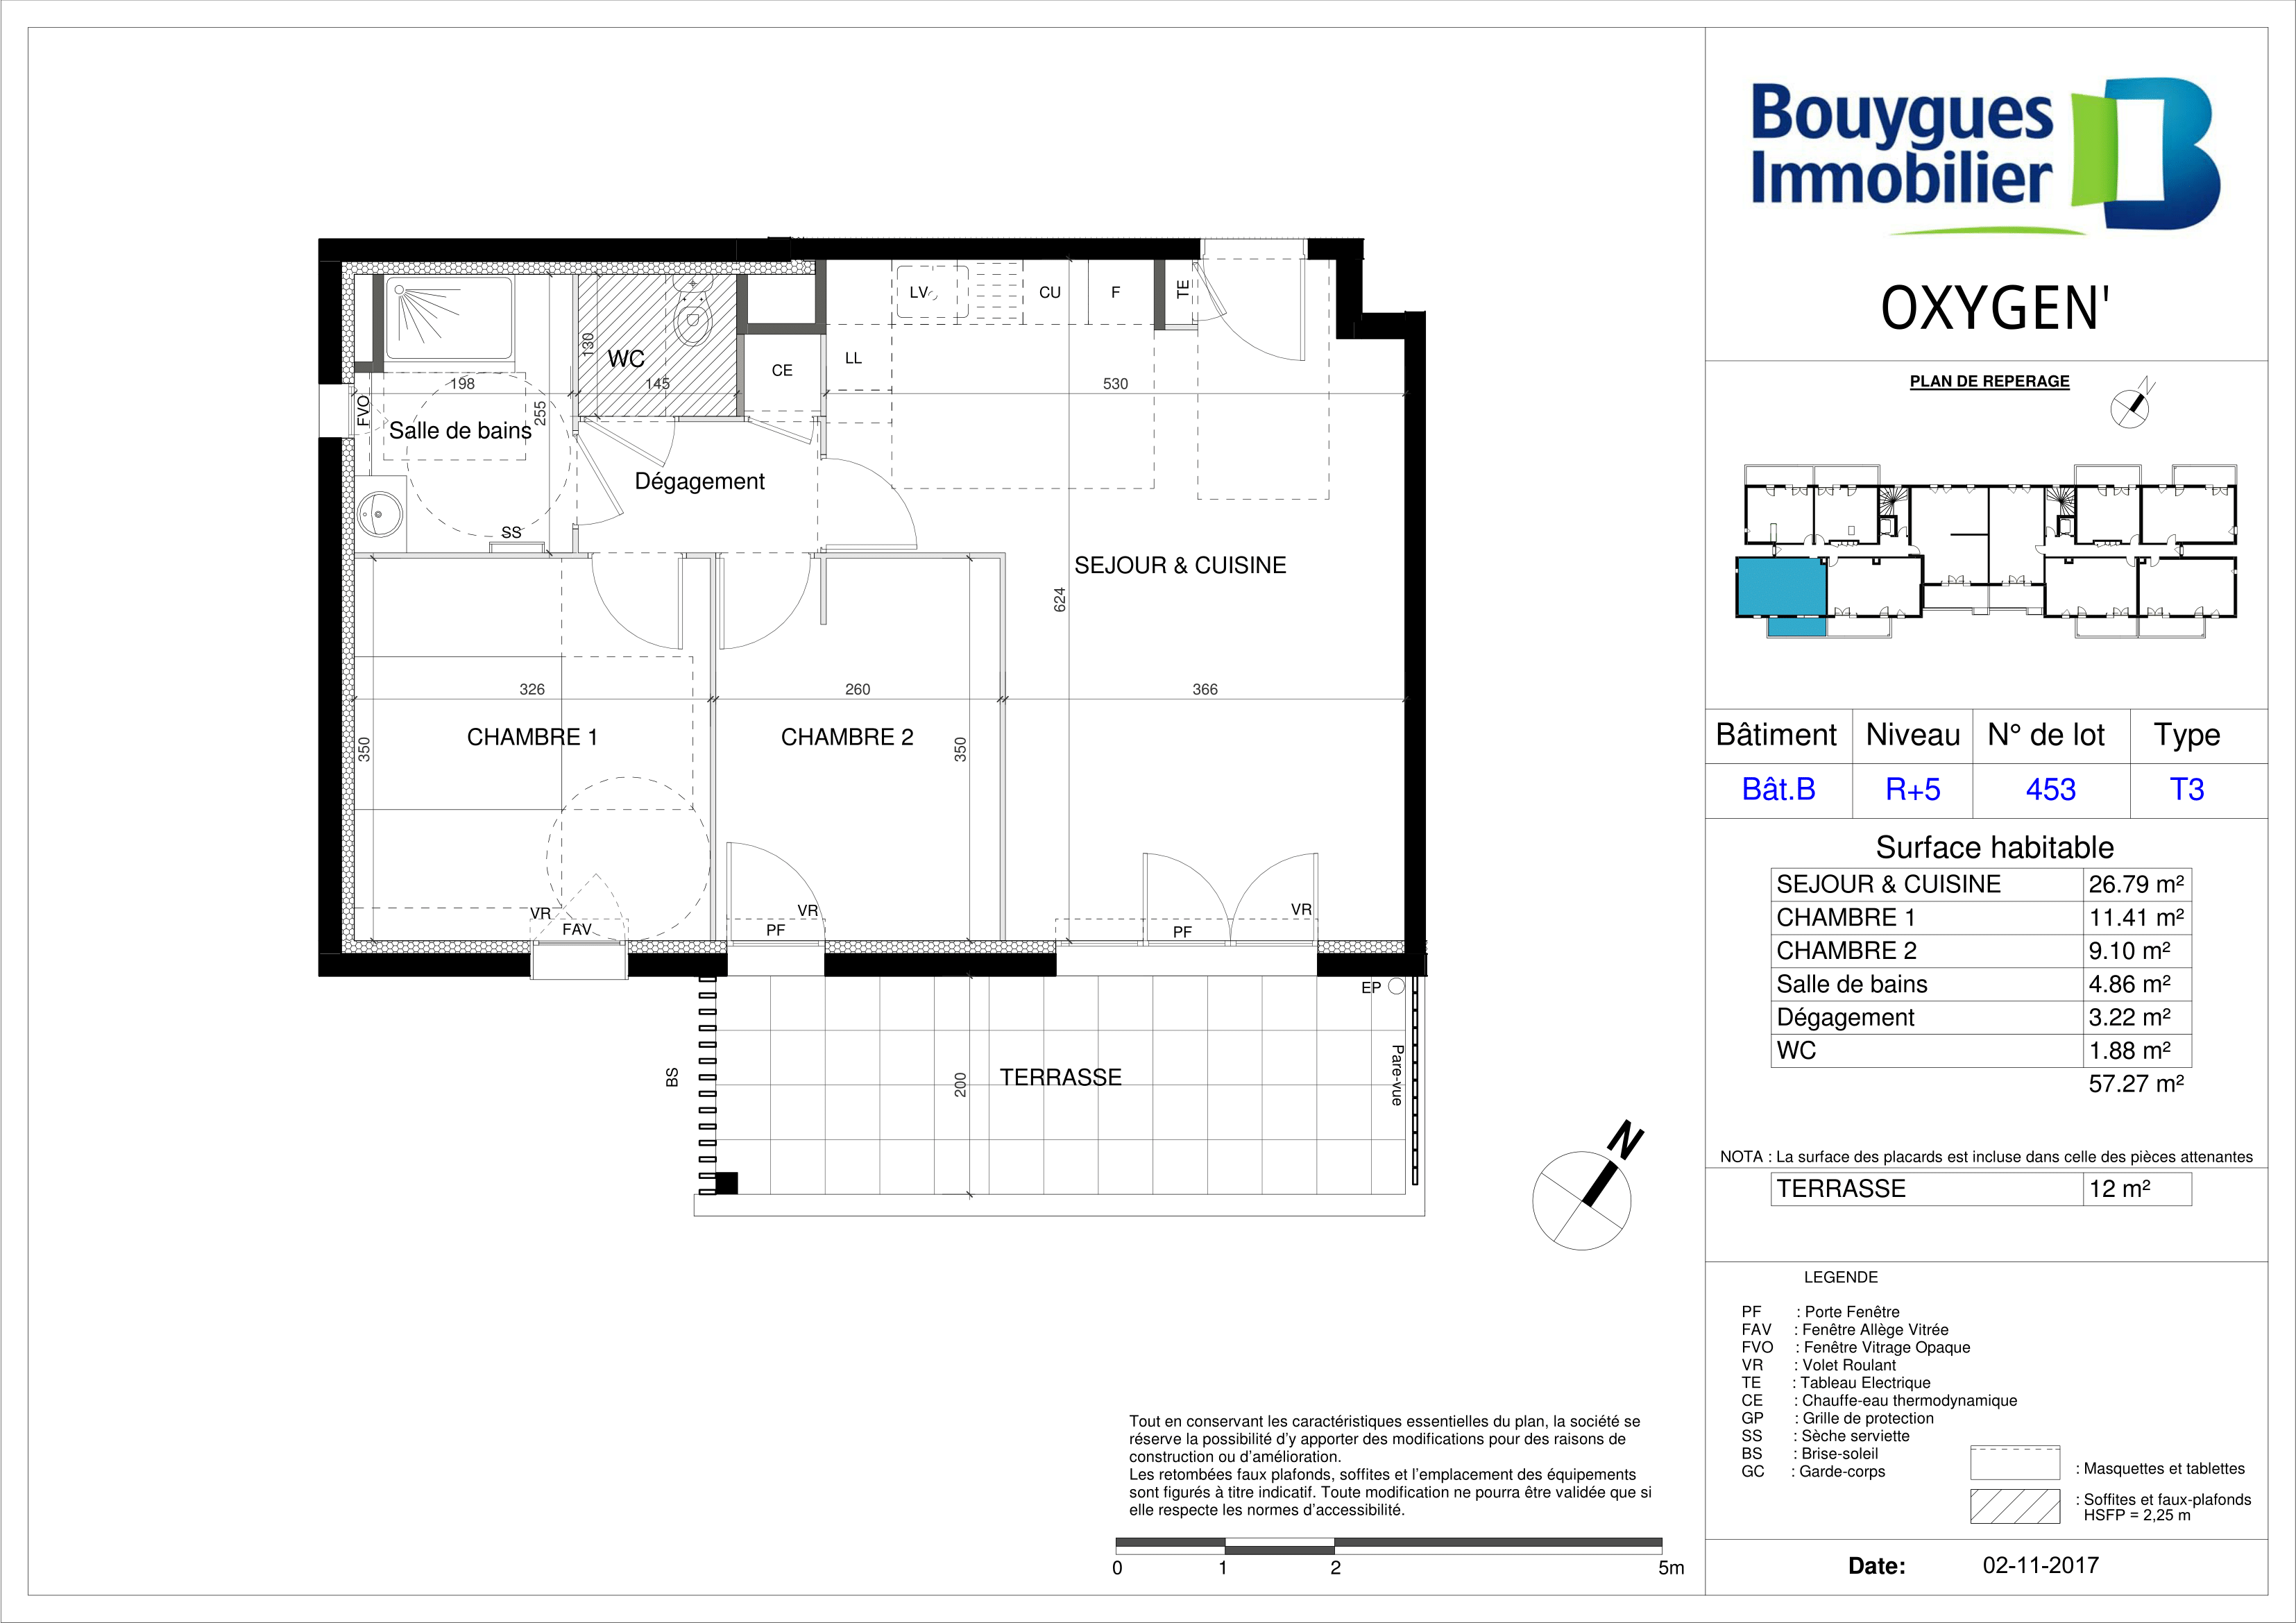 Bouygues
Immobilier
OXYGEN'
PLAN DE REPERAGE
N
Bâtiment Niveau N° de lot Type
Bât.B R+5 453 T3
Surface habitable
SEJOUR & CUISINE 26.79 m²
CHAMBRE 1 11.41 m²
CHAMBRE 2 9.10 m²
Salle de bains 4.86 m²
Dégagement 3.22 m²
WC 1.88 m²
57.27 m²
NOTA : La surface des placards est incluse dans celle des pièces attenantes
TERRASSE 12 m²
LEGENDE
PF : Porte Fenêtre
FAV : Fenêtre Allège Vitrée
FVO : Fenêtre Vitrage Opaque
VR : Volet Roulant
TE : Tableau Electrique
CE : Chauffe-eau thermodynamique
GP : Grille de protection
SS : Sèche serviette
BS : Brise-soleil
GC : Garde-corps
: Masquettes et tablettes
: Soffites et faux-plafonds
HSFP = 2,25 m
Date: 02-11-2017
LV
CU
F
TE
130
WC
LL
CE
198
145
530
FVO
255
Salle de bains
Dégagement
SS
SEJOUR & CUISINE
624
326
260
366
CHAMBRE 1
CHAMBRE 2
350
350
VR
FAV
VR
PF
VR
PF
EP
BS
200
TERRASSE
Pare-vue
N
Tout en conservant les caractéristiques essentielles du plan, la société se
réserve la possibilité d'y apporter des modifications pour des raisons de
construction ou d'amélioration.
Les retombées faux plafonds, soffites et l'emplacement des équipements
sont figurés à titre indicatif. Toute modification ne pourra être validée que si
elle respecte les normes d'accessibilité.
0 1 2 5m